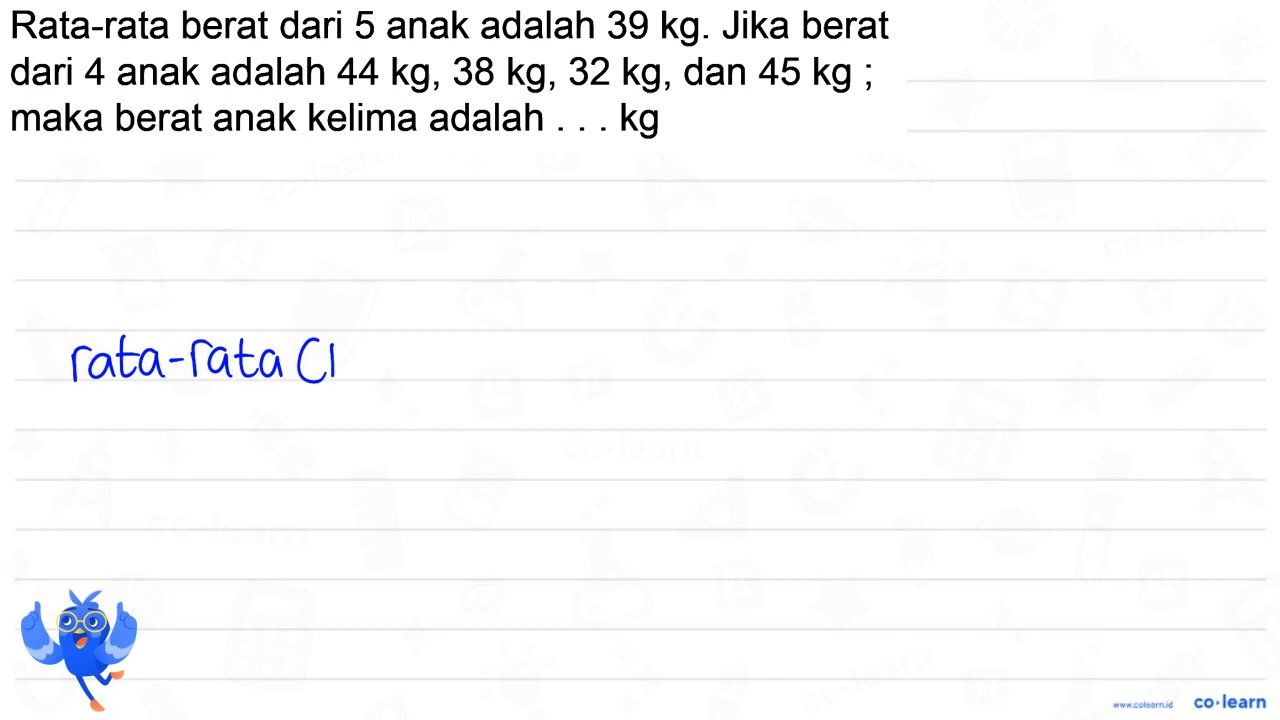 Rata-rata berat dari 5 anak adalah 39 kg. Jika berat
dari 4 anak adalah 44 kg, 38 kg, 32 kg, dan 45 kg ;
maka berat anak kelima adalah . . . kg
rata-rata
www.colearn.id co·learn